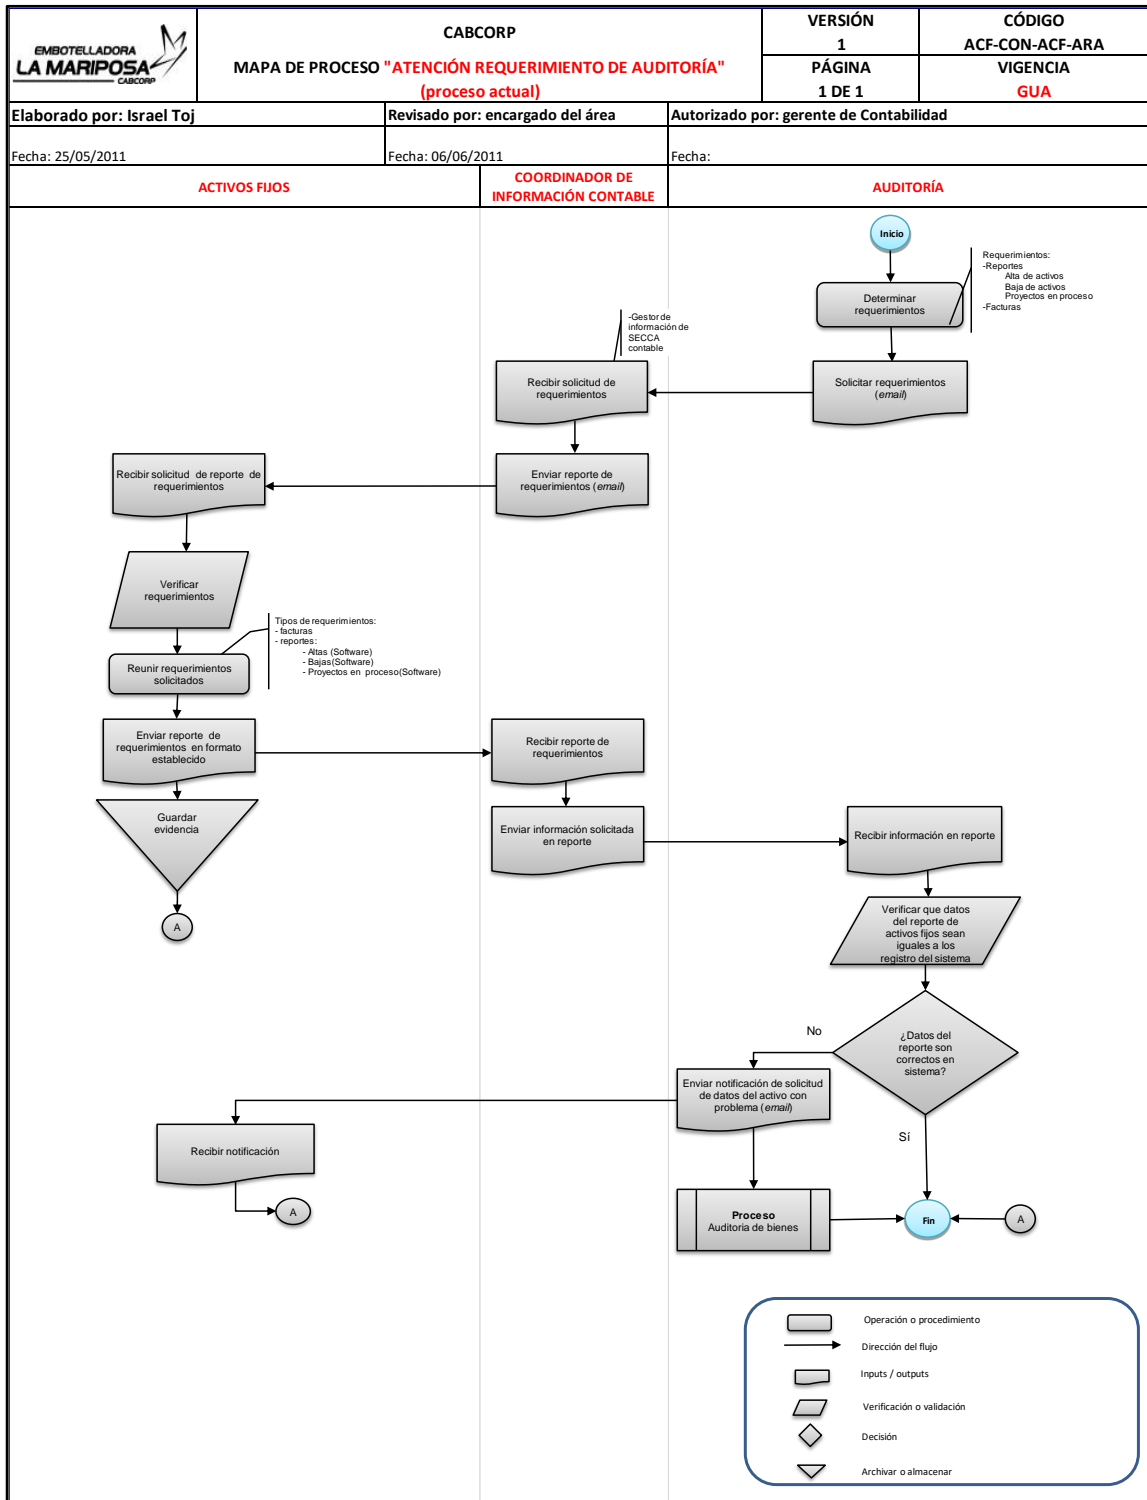 EMBOTELLADORA
LA MARIPOSA
CABCORP
CABCORP
MAPA DE PROCESO "ATENCIÓN REQUERIMIENTO DE AUDITORÍA"
(proceso actual)
VERSIÓN
1
CÓDIGO
ACF-CON-ACF-ARA
PÁGINA
1 DE 1
VIGENCIA
GUA
Elaborado por: Israel Toj
Revisado por: encargado del área
Autorizado por: gerente de Contabilidad
Fecha: 25/05/2011
Fecha: 06/06/2011
Fecha:
ACTIVOS FIJOS
COORDINADOR DE
INFORMACIÓN CONTABLE
AUDITORÍA
Inicio
Requerimientos:
-Reportes
Alta de activos
Baja de activos
Proyectos en proceso
-Facturas
Determinar
requerimientos
-Gestor de
información de
SECCA
contable
Recibir solicitud de
requerimientos
Solicitar requerimientos
(email)
Recibir solicitud de reporte de
requerimientos
Enviar reporte de
requerimientos (email)
Verificar
requerimientos
Tipos de requerimientos:
- facturas
- reportes:
- Altas (Software)
- Bajas(Software)
- Proyectos en proceso(Software)
Reunir requerimientos
solicitados
Enviar reporte de
requerimientos en formato
establecido
Recibir reporte de
requerimientos
Guardar
evidencia
Enviar información solicitada
en reporte
Recibir información en reporte
A
Verificar que datos
del reporte de
activos fijos sean
iguales a los
registro del sistema
No
¿Datos del
reporte son
correctos en
sistema?
Enviar notificación de solicitud
de datos del activo con
problema (email)
Sí
Recibir notificación
A
Proceso
Auditoria de bienes
Fin
A
Operación o procedimiento
Dirección del flujo
Inputs / outputs
Verificación o validación
Decisión
Archivar o almacenar